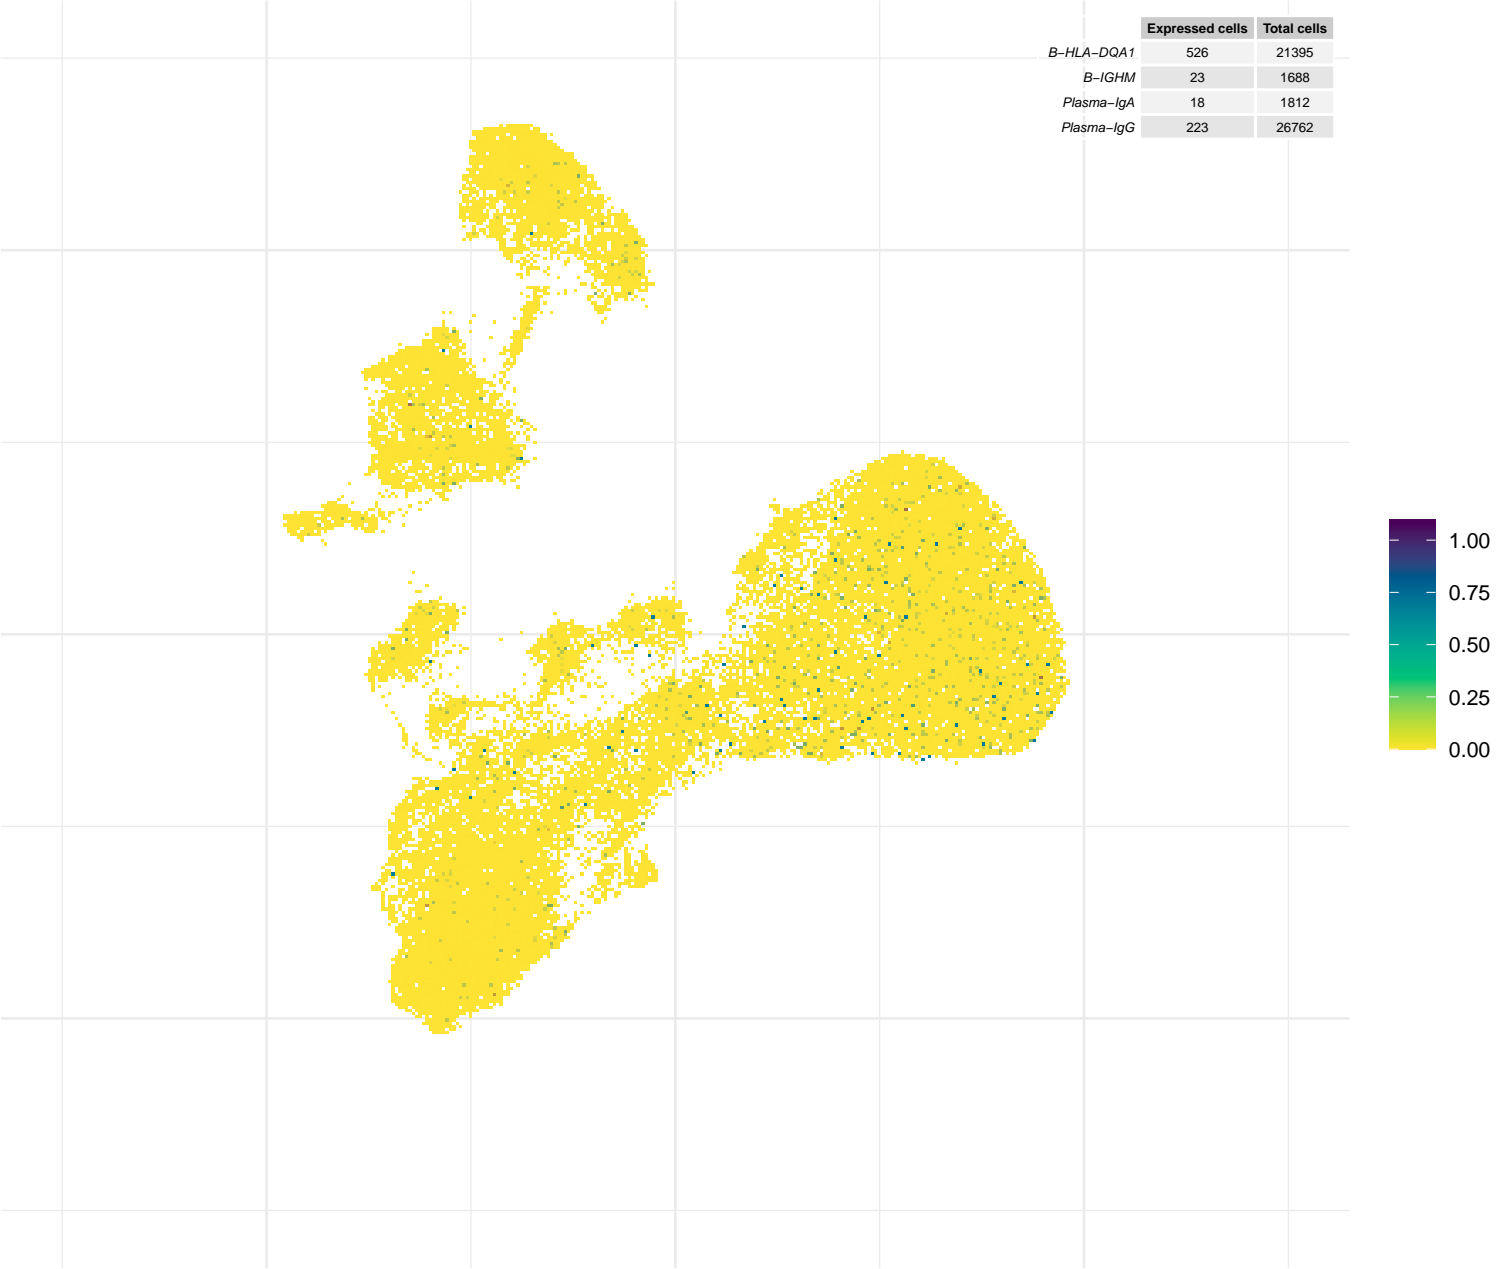 Expressed cells Total cells
B−HLA−DQA1 526 21395
B−IGHM 23 1688
Plasma−IgA 18 1812
Plasma−IgG 223 26762
1.00
0.75
0.50
0.25
0.00